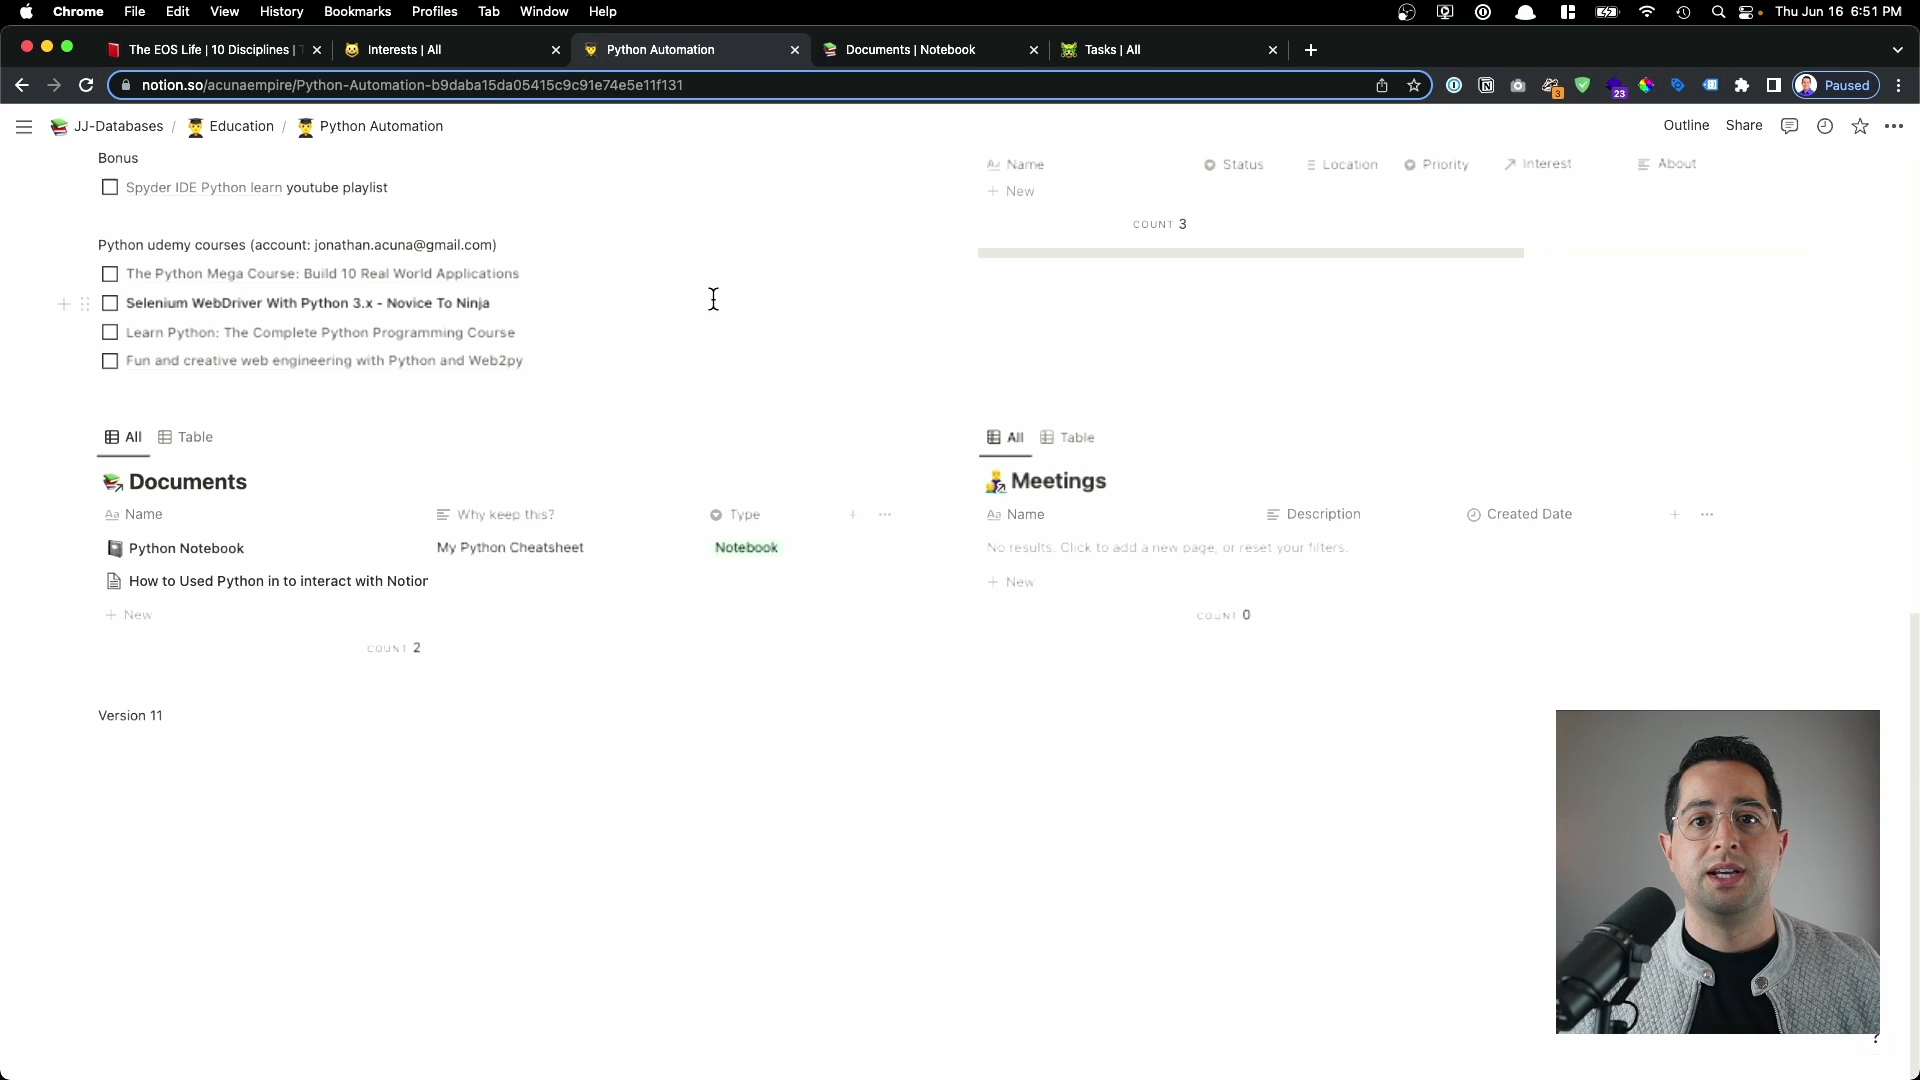 Chrome File Edit View History Bookmarks Profiles Tab Window Help Thu Jun 16 6:51 PM
The EOS Life | 10 Disciplines | Interests | All Python Automation Documents | Notebook Tasks | All
notion.so/acunaempire/Python-Automation-b9daba15da05415c9c91e74e5e11f131 3 23 Paused
JJ-Databases / Education / Python Automation Outline Share
Bonus
Spyder IDE Python learn youtube playlist
Python udemy courses (account: jonathan.acuna@gmail.com)
The Python Mega Course: Build 10 Real World Applications
Selenium WebDriver With Python 3.x - Novice To Ninja
Learn Python: The Complete Python Programming Course
Fun and creative web engineering with Python and Web2py
Aa Name Status Location Priority Interest About
+ New
COUNT 3
All Table
Documents
Aa Name Why keep this? Type + ...
Python Notebook My Python Cheatsheet Notebook
How to Used Python in to interact with Notion
+ New
COUNT 2
All Table
Meetings
Aa Name Description Created Date + ...
No results. Click to add a new page, or reset your filters.
+ New
COUNT 0
Version 11
?